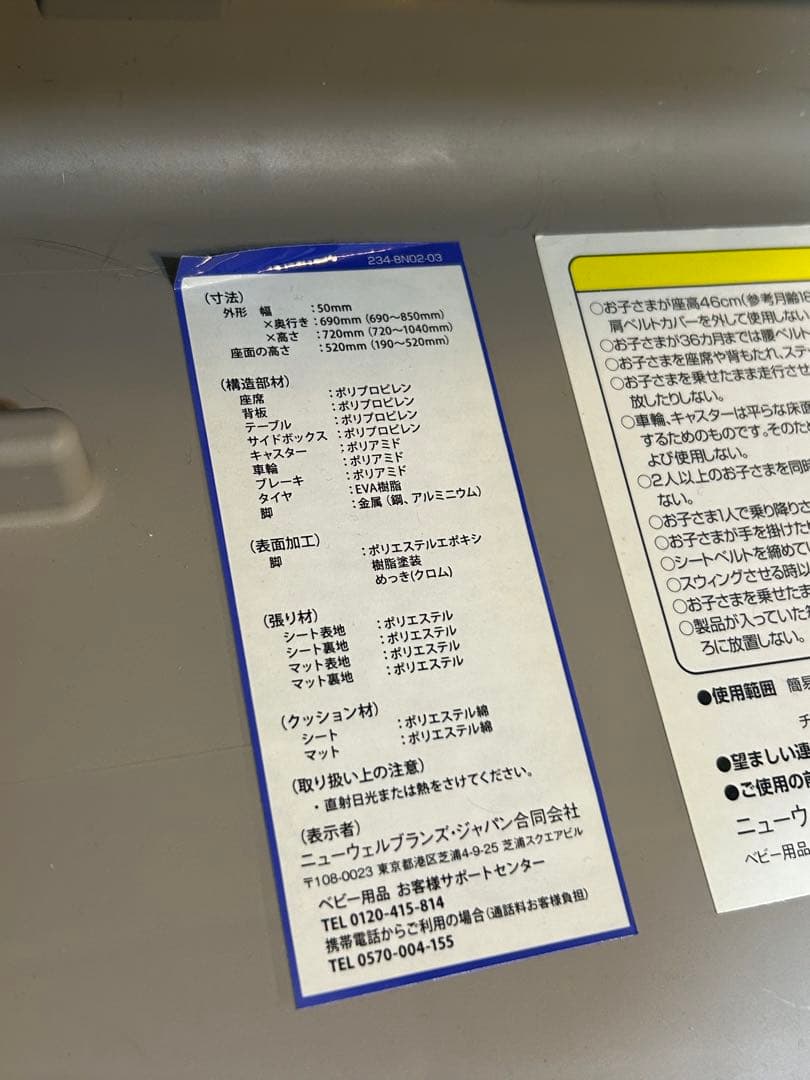 234-8N02-03
（寸法）
外形 幅 : 50mm
×奥行き : 690mm (690～850mm)
×高さ : 720mm (720～1040mm)
座面の高さ : 520mm (190～520mm)
（構造部材）
座席 : ポリプロピレン
背板 : ポリプロピレン
テーブル : ポリプロピレン
サイドボックス : ポリプロピレン
キャスター : ポリアミド
車輪 : ポリアミド
ブレーキ : ポリアミド
タイヤ : EVA樹脂
脚 : 金属（鋼、アルミニウム）
（表面加工）
脚 : ポリエステルエポキシ
樹脂塗装
めっき(クロム)
（張り材）
シート表地 : ポリエステル
シート裏地 : ポリエステル
マット表地 : ポリエステル
マット裏地 : ポリエステル
（クッション材）
シート : ポリエステル綿
マット : ポリエステル綿
（取り扱い上の注意）
・直射日光または熱をさけてください。
（表示者）
ニューウェルブランズ・ジャパン合同会社
〒108-0023 東京都港区芝浦4-9-25 芝浦スクエアビル
ベビー用品 お客様サポートセンター
TEL 0120-415-814
携帯電話からご利用の場合（通話料お客様負担）
TEL 0570-004-155
○お子さまが座高46cm(参考月齢18
肩ベルトカバーを外して使用しない
○お子さまが36カ月までは腰ベルト
○お子さまを座席や背もたれ、ステ
○お子さまを乗せたまま走行させ
放したりしない。
○車輪、キャスターは平らな床面
するためのものです。そのため
よび使用しない。
○2人以上のお子さまを同時
ない。
○お子さま1人で乗り降りさ
○お子さまが手を掛けた
○シートベルトを締めてい
○スウィングさせる時以
○お子さまを乗せたま
○製品が入っていた
ろに放置しない。
●使用範囲 簡易
チ
●望ましい連
●ご使用の前
ニューウ
ベビー用品